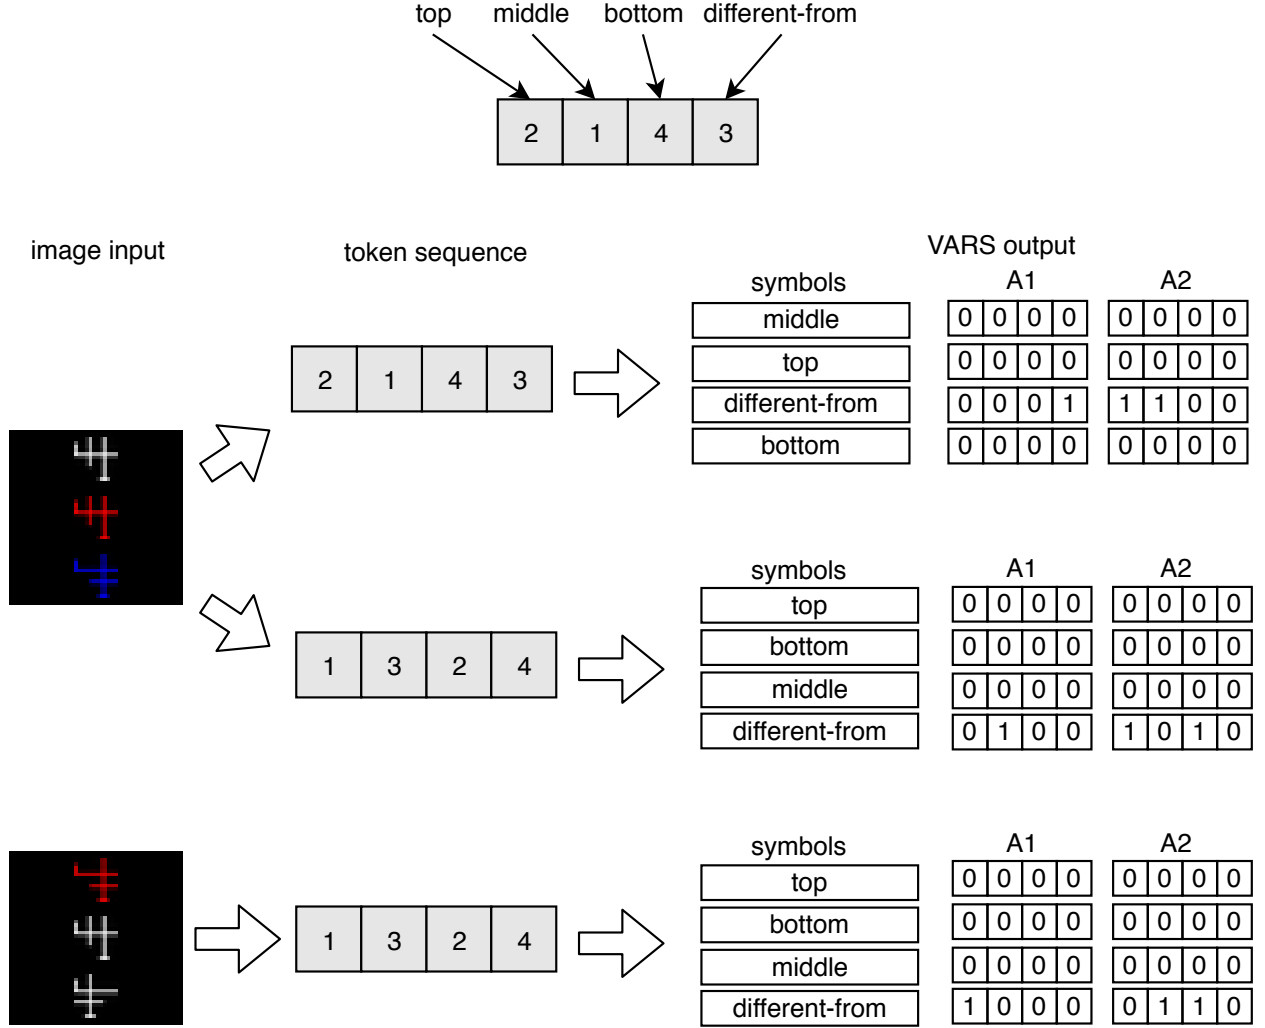 top middle bottom different-from
2 1 4 3
image input token sequence VARS output
symbols A1 A2
middle 0 0 0 0 0 0 0 0
top 0 0 0 0 0 0 0 0
2 1 4 3
different-from 0 0 0 1 1 1 0 0
bottom 0 0 0 0 0 0 0 0
symbols A1 A2
top 0 0 0 0 0 0 0 0
bottom 0 0 0 0 0 0 0 0
1 3 2 4
middle 0 0 0 0 0 0 0 0
different-from 0 1 0 0 1 0 1 0
symbols A1 A2
top 0 0 0 0 0 0 0 0
bottom 0 0 0 0 0 0 0 0
1 3 2 4
middle 0 0 0 0 0 0 0 0
different-from 1 0 0 0 0 1 1 0